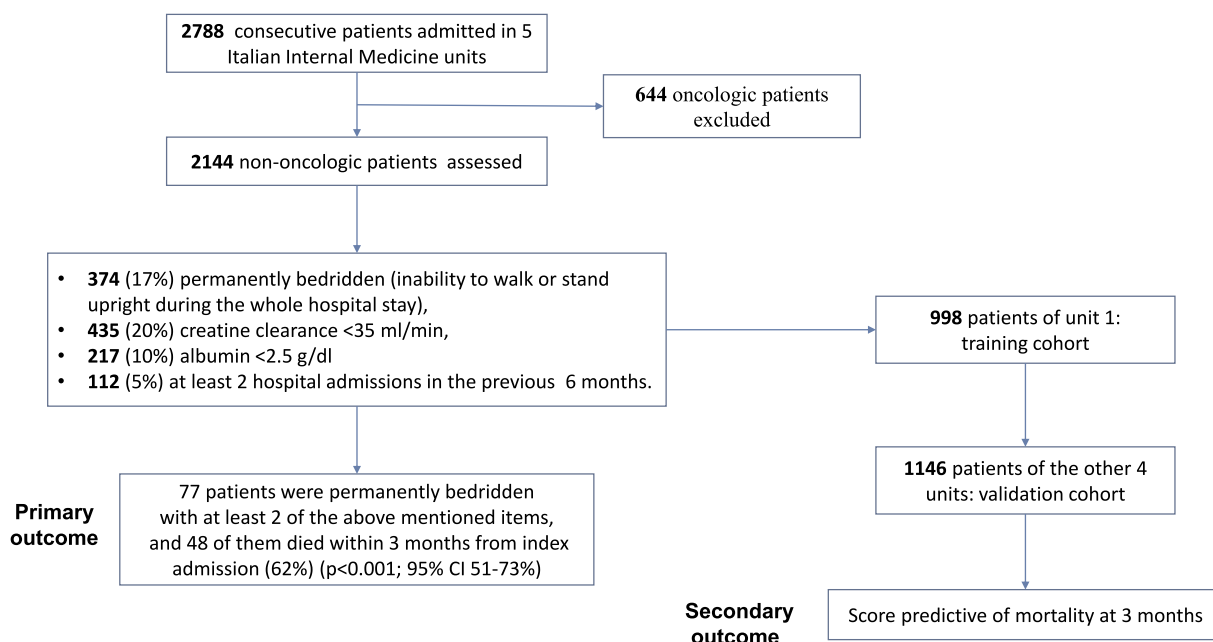 2788 consecutive patients admitted in 5
Italian Internal Medicine units
644 oncologic patients
excluded
2144 non-oncologic patients assessed
• 374 (17%) permanently bedridden (inability to walk or stand
upright during the whole hospital stay),
• 435 (20%) creatine clearance <35 ml/min,
• 217 (10%) albumin <2.5 g/dl
• 112 (5%) at least 2 hospital admissions in the previous 6 months.
998 patients of unit 1:
training cohort
1146 patients of the other 4
units: validation cohort
Primary
outcome
77 patients were permanently bedridden
with at least 2 of the above mentioned items,
and 48 of them died within 3 months from index
admission (62%) (p<0.001; 95% CI 51-73%)
Secondary
outcome
Score predictive of mortality at 3 months